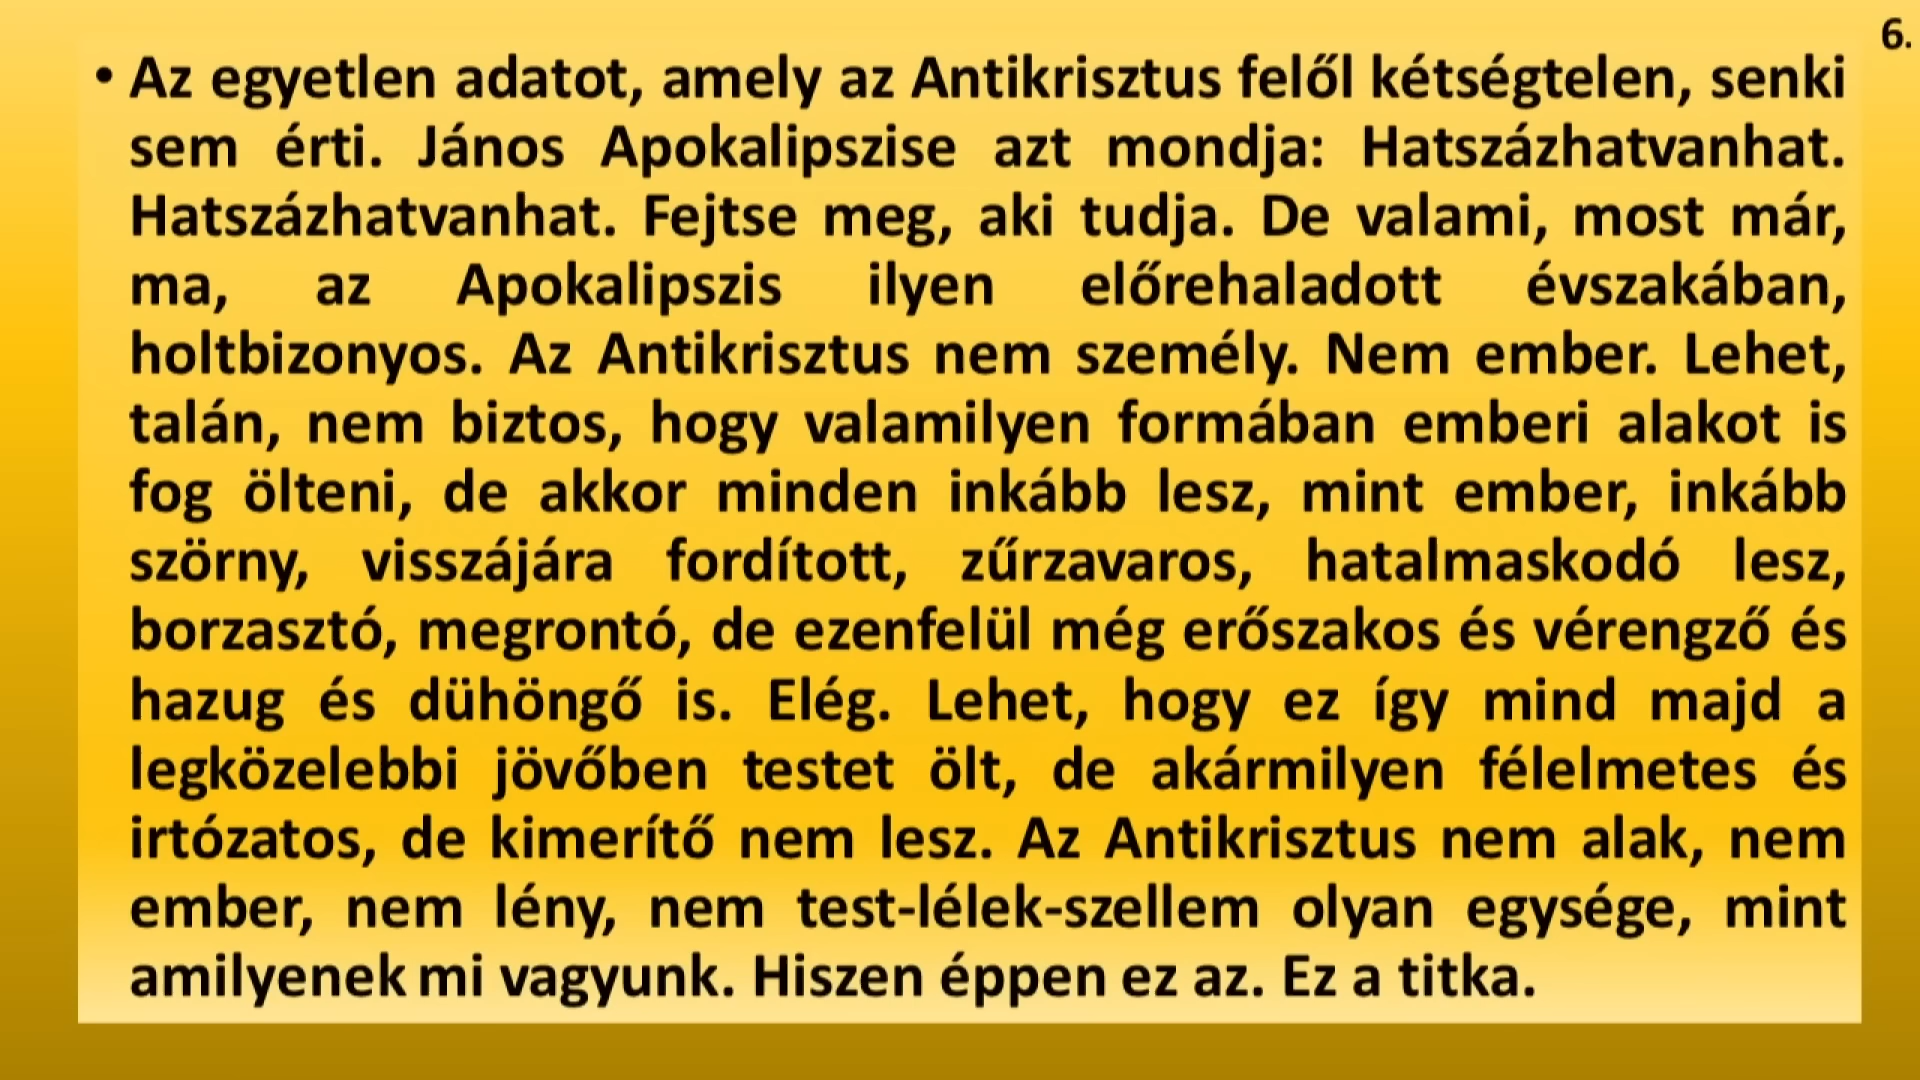 6.
• Az egyetlen adatot, amely az Antikrisztus felől kétségtelen, senki
sem érti. János Apokalipszise azt mondja: Hatszázhatvanhat.
Hatszázhatvanhat. Fejtse meg, aki tudja. De valami, most már,
ma, az Apokalipszis ilyen előrehaladott évszakában,
holtbizonyos. Az Antikrisztus nem személy. Nem ember. Lehet,
talán, nem biztos, hogy valamilyen formában emberi alakot is
fog ölteni, de akkor minden inkább lesz, mint ember, inkább
szörny, visszájára fordított, zűrzavaros, hatalmaskodó lesz,
borzasztó, megrontó, de ezenfelül még erőszakos és vérengző és
hazug és dühöngő is. Elég. Lehet, hogy ez így mind majd a
legközelebbi jövőben testet ölt, de akármilyen félelmetes és
irtózatos, de kimerítő nem lesz. Az Antikrisztus nem alak, nem
ember, nem lény, nem test-lélek-szellem olyan egysége, mint
amilyenek mi vagyunk. Hiszen éppen ez az. Ez a titka.